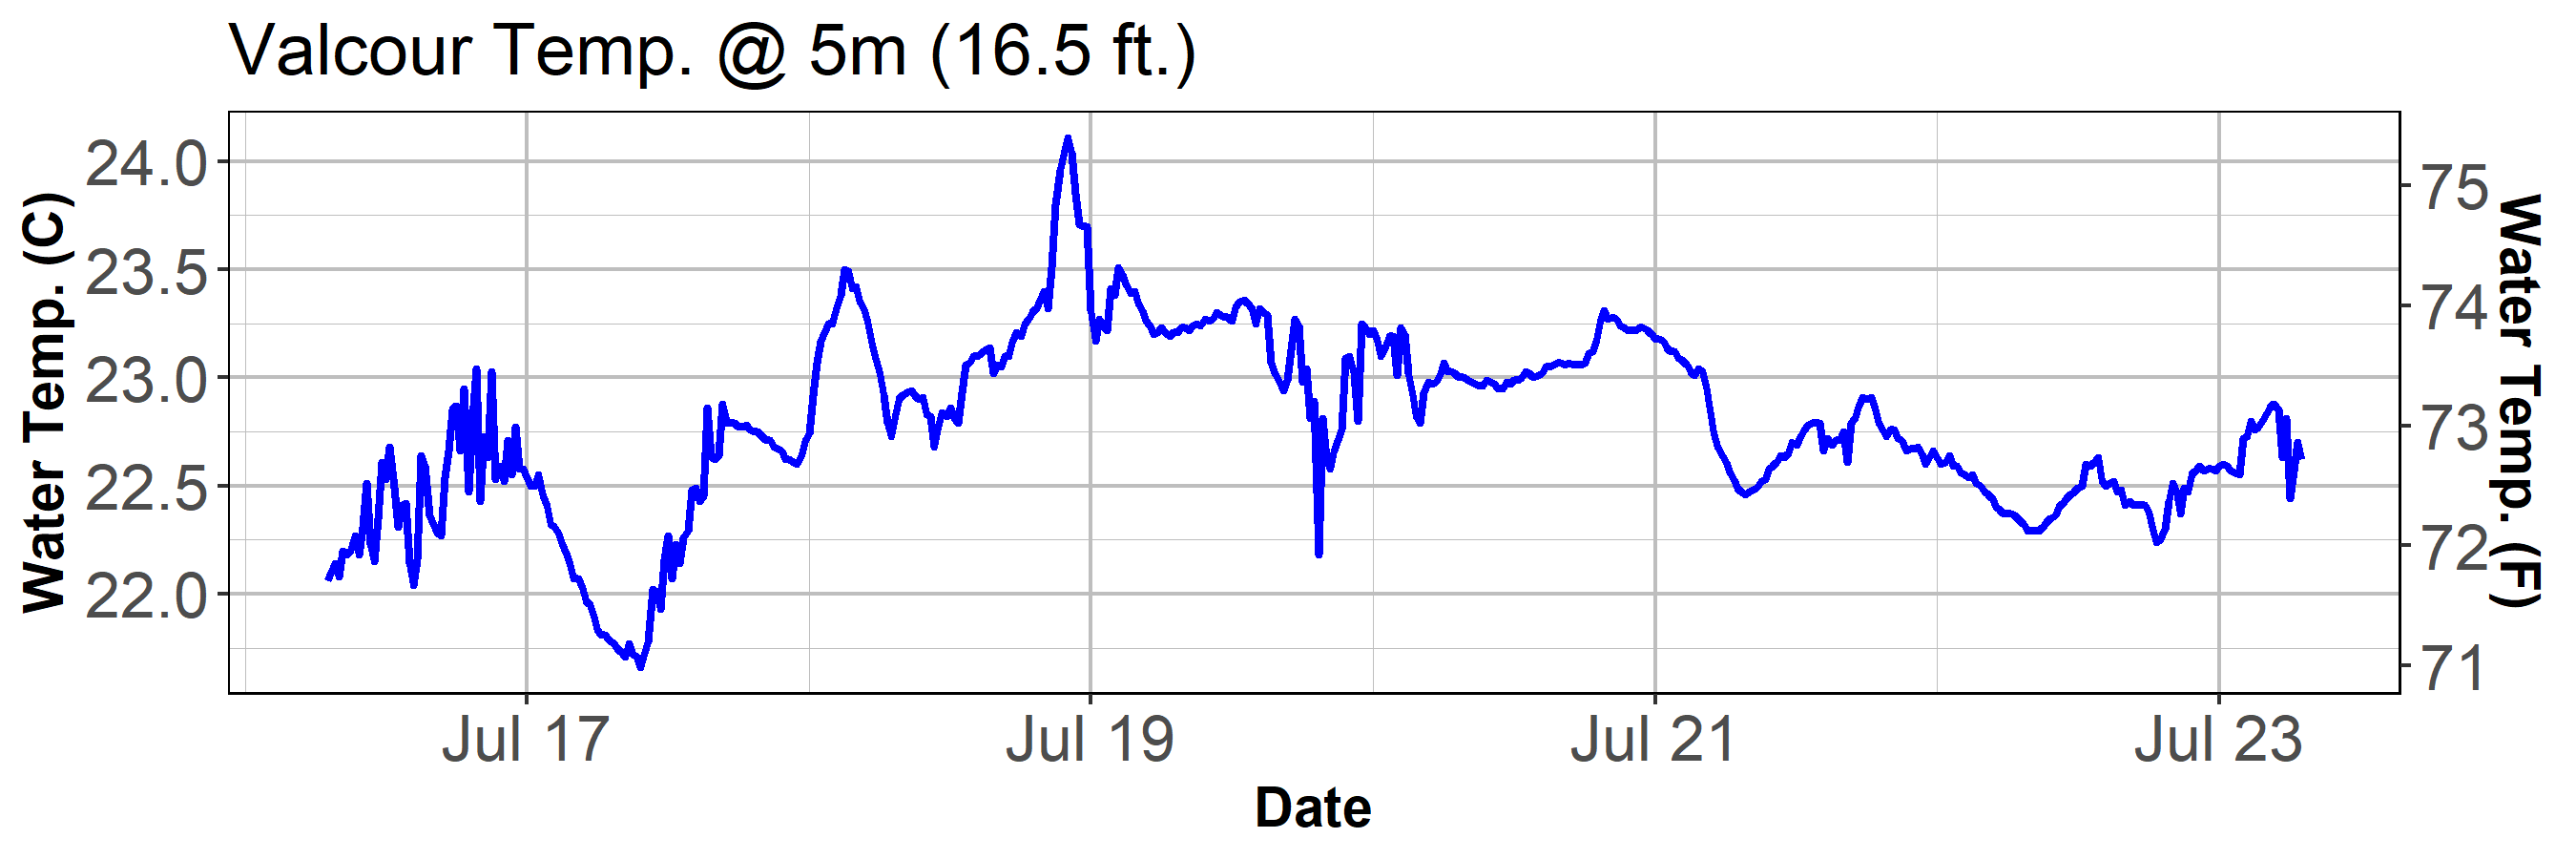 Valcour Temp. @ 5m (16.5 ft.)
Water Temp. (C)
24.0
23.5
23.0
22.5
22.0
75
74
73
72
71
Water Temp. (F)
Jul 17 Jul 19 Jul 21 Jul 23
Date